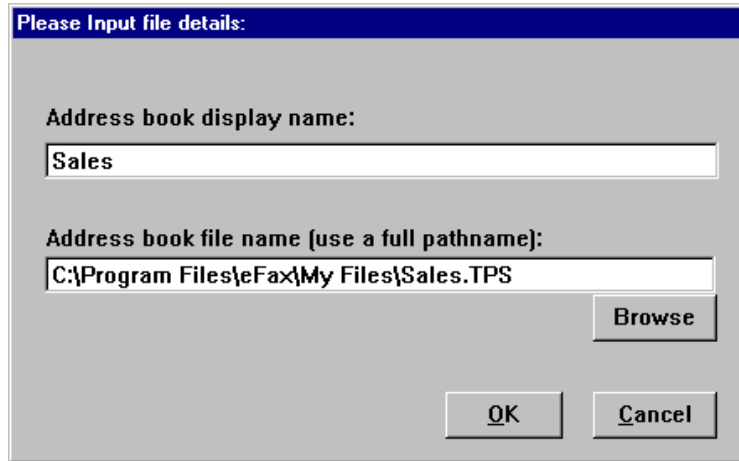 Please Input file details:
Address book display name:
Sales
Address book file name (use a full pathname):
C:\Program Files\eFax\My Files\Sales.TPS
Browse
OK Cancel